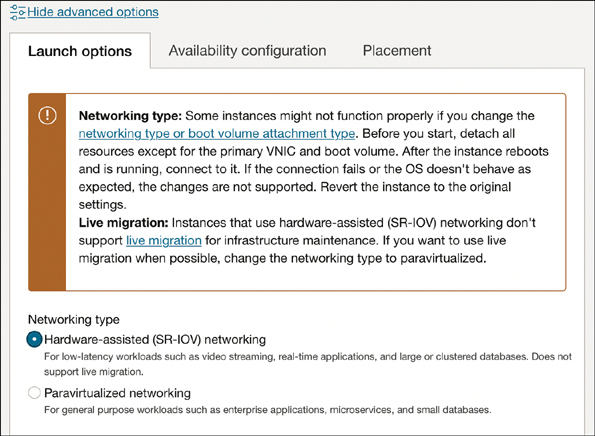 Hide advanced options
Launch options Availability configuration Placement
Networking type: Some instances might not function properly if you change the
networking type or boot volume attachment type. Before you start, detach all
resources except for the primary VNIC and boot volume. After the instance reboots
and is running, connect to it. If the connection fails or the OS doesn't behave as
expected, the changes are not supported. Revert the instance to the original
settings.
Live migration: Instances that use hardware-assisted (SR-IOV) networking don't
support live migration for infrastructure maintenance. If you want to use live
migration when possible, change the networking type to paravirtualized.
Networking type
Hardware-assisted (SR-IOV) networking
For low-latency workloads such as video streaming, real-time applications, and large or clustered databases. Does not
support live migration.
Paravirtualized networking
For general purpose workloads such as enterprise applications, microservices, and small databases.